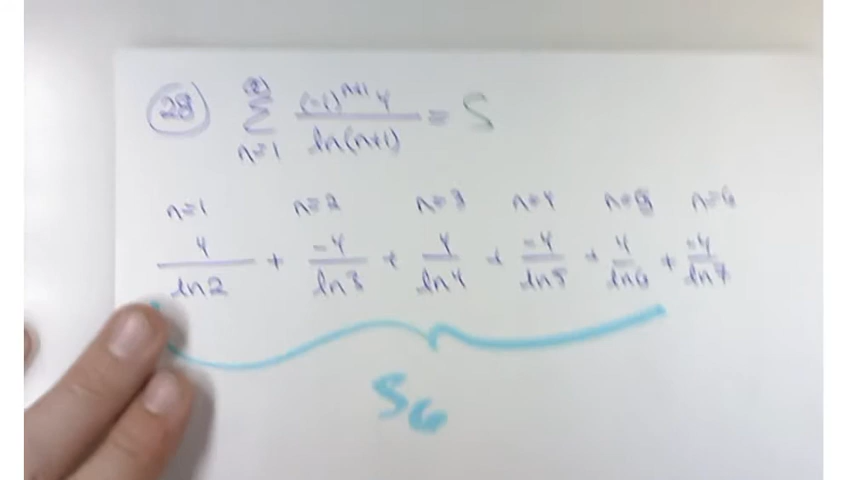 28 ∞ Σ n=1 (-1)^n+1 4 / ln(n+1) = S
n=1 n=2 n=3 n=4 n=5 n=6
4/ln2 + -4/ln3 + 4/ln4 + -4/ln5 + 4/ln6 + -4/ln7
S6